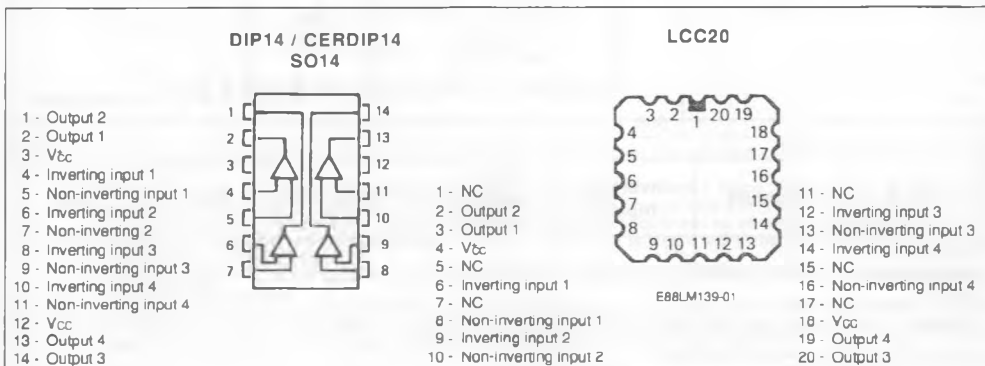 DIP14 / CERDIP14
SO14
1 - Output 2
2 - Output 1
3 - V⁺CC
4 - Inverting input 1
5 - Non-inverting input 1
6 - Inverting input 2
7 - Non-inverting 2
8 - Inverting input 3
9 - Non-inverting input 3
10 - Inverting input 4
11 - Non-inverting input 4
12 - VCC
13 - Output 4
14 - Output 3
1 14
2 13
3 12
4 11
5 10
6 9
7 8
LCC20
3 2 1 20 19
4 18
5 17
6 16
7 15
8 14
9 10 11 12 13
E88LM139-01
1 - NC
2 - Output 2
3 - Output 1
4 - V⁺CC
5 - NC
6 - Inverting input 1
7 - NC
8 - Non-inverting input 1
9 - Inverting input 2
10 - Non-inverting input 2
11 - NC
12 - Inverting input 3
13 - Non-inverting input 3
14 - Inverting input 4
15 - NC
16 - Non-inverting input 4
17 - NC
18 - VCC
19 - Output 4
20 - Output 3